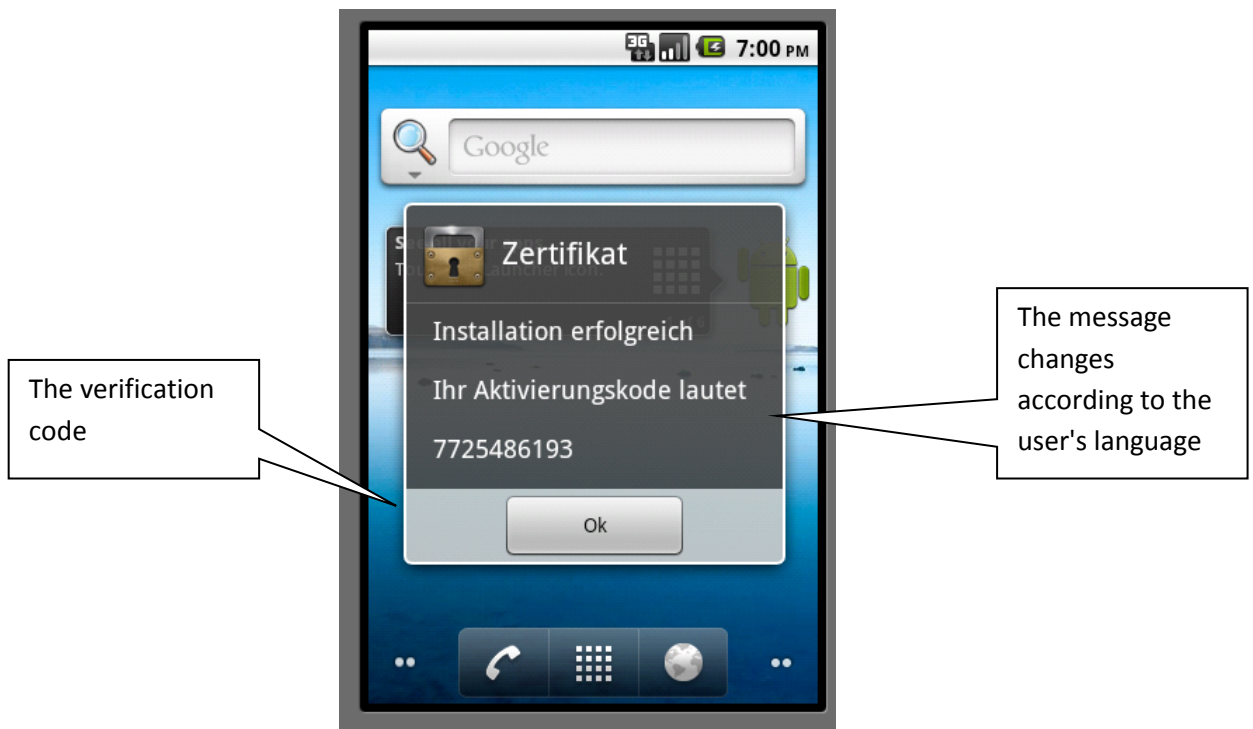 3G
7:00 PM
Google
Zertifikat
Installation erfolgreich
Ihr Aktivierungskode lautet
7725486193
Ok
The verification
code
The message
changes
according to the
user's language